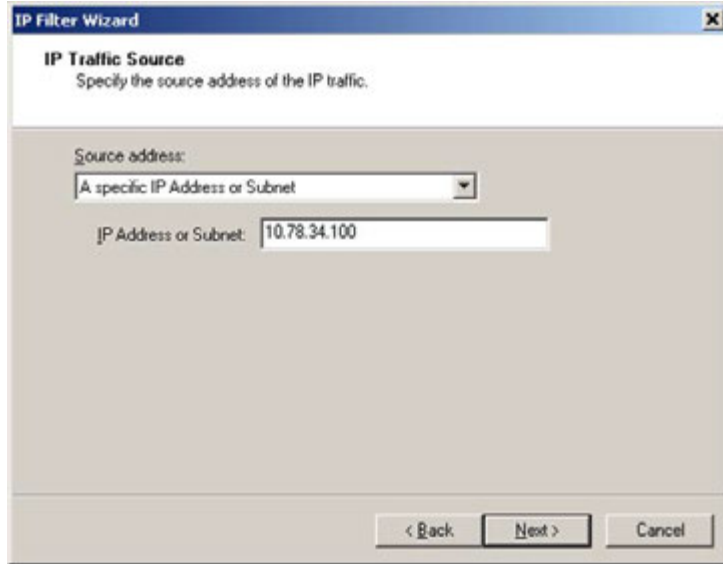 IP Filter Wizard
IP Traffic Source
Specify the source address of the IP traffic.
Source address:
A specific IP Address or Subnet
IP Address or Subnet: 10.78.34.100
< Back Next > Cancel